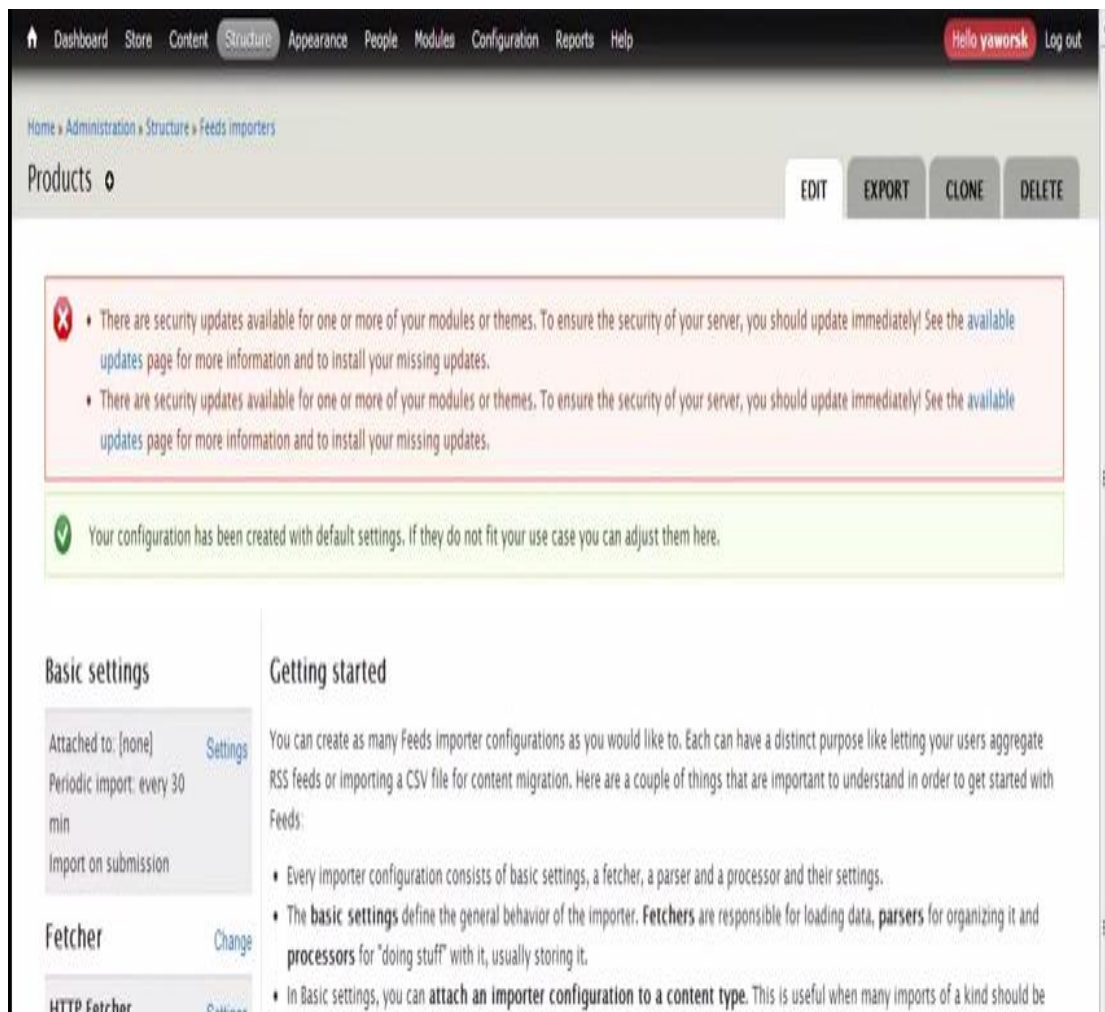 Dashboard Store Content Structure Appearance People Modules Configuration Reports Help Hello yaworsk Log out
Home » Administration » Structure » Feeds importers
Products
EDIT EXPORT CLONE DELETE
• There are security updates available for one or more of your modules or themes. To ensure the security of your server, you should update immediately! See the available
updates page for more information and to install your missing updates.
• There are security updates available for one or more of your modules or themes. To ensure the security of your server, you should update immediately! See the available
updates page for more information and to install your missing updates.
Your configuration has been created with default settings. If they do not fit your use case you can adjust them here.
Basic settings
Attached to: [none] Settings
Periodic import: every 30
min
Import on submission
Fetcher Change
HTTP Fetcher Settings
Getting started
You can create as many Feeds importer configurations as you would like to. Each can have a distinct purpose like letting your users aggregate
RSS feeds or importing a CSV file for content migration. Here are a couple of things that are important to understand in order to get started with
Feeds:
• Every importer configuration consists of basic settings, a fetcher, a parser and a processor and their settings.
• The basic settings define the general behavior of the importer. Fetchers are responsible for loading data, parsers for organizing it and
processors for "doing stuff" with it, usually storing it.
• In Basic settings, you can attach an importer configuration to a content type. This is useful when many imports of a kind should be